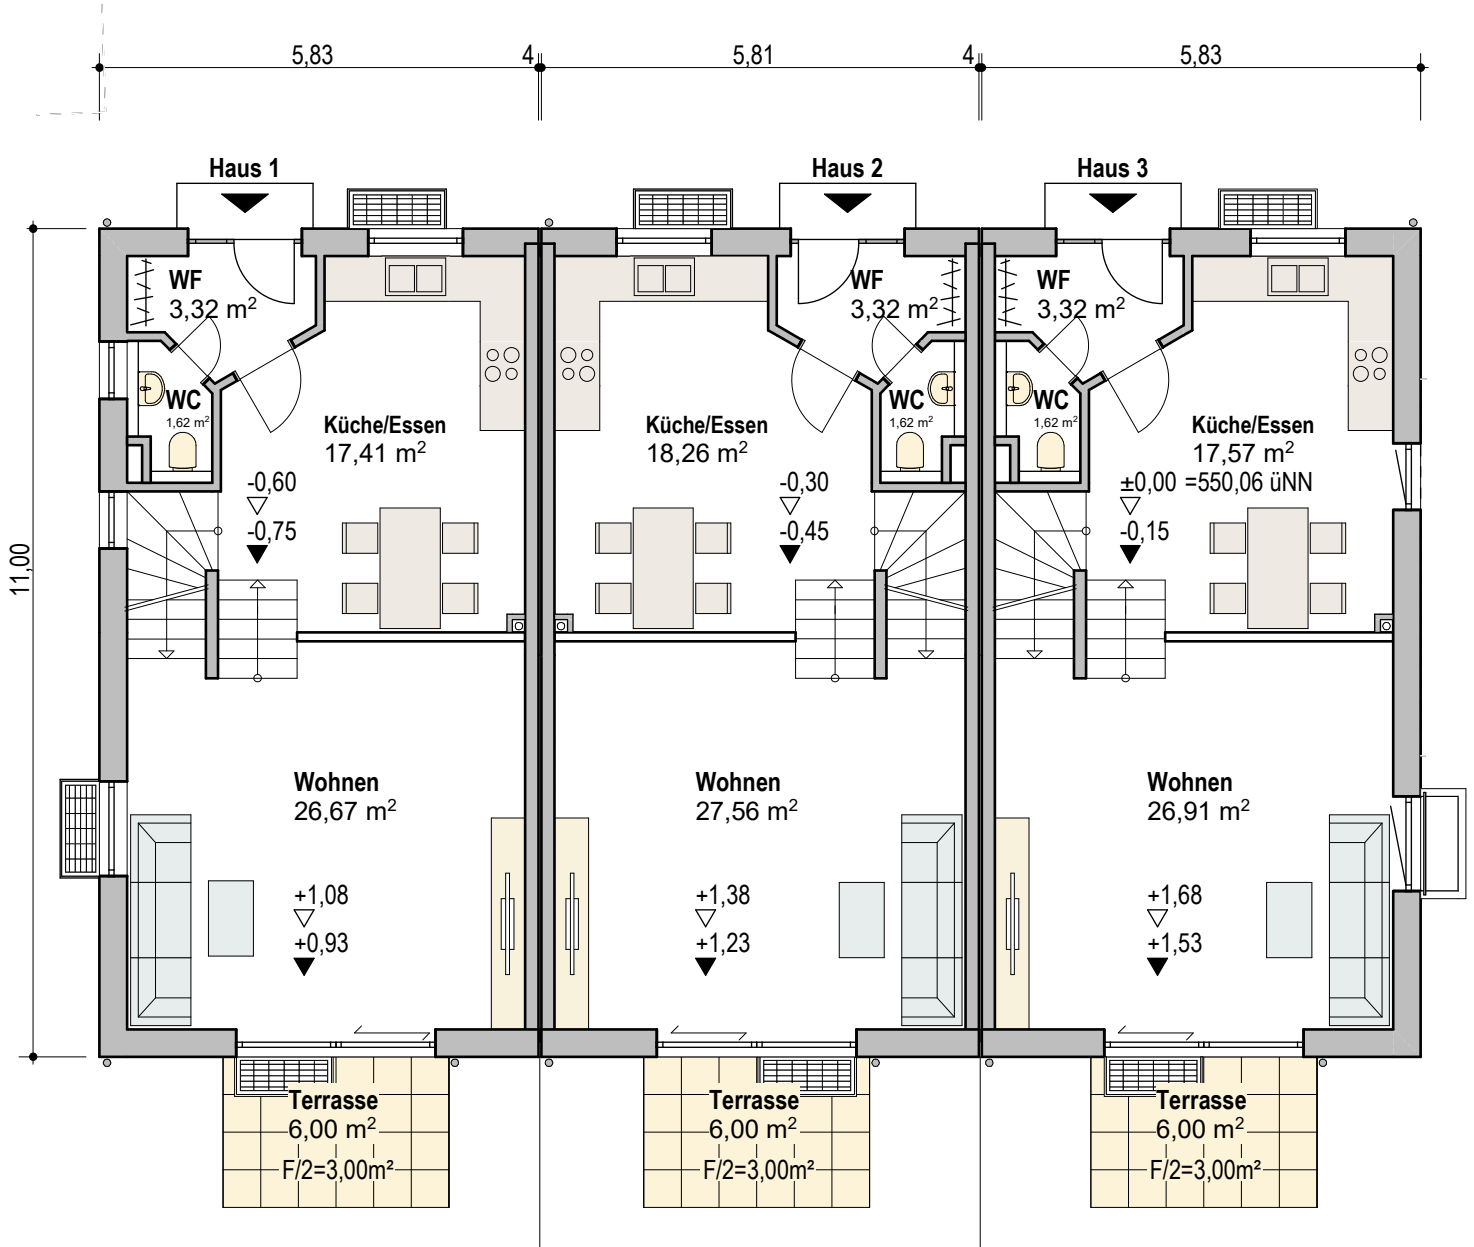 5,83 4 5,81 4 5,83
Haus 1 Haus 2 Haus 3
WF
3,32 m²
WF
3,32 m²
WF
3,32 m²
WC
1,62 m²
WC
1,62 m²
WC
1,62 m²
Küche/Essen
17,41 m²
Küche/Essen
18,26 m²
Küche/Essen
17,57 m²
-0,60
-0,75
-0,30
-0,45
±0,00 =550,06 üNN
-0,15
11,00
Wohnen
26,67 m²
Wohnen
27,56 m²
Wohnen
26,91 m²
+1,08
+0,93
+1,38
+1,23
+1,68
+1,53
Terrasse
6,00 m²
F/2=3,00m²
Terrasse
6,00 m²
F/2=3,00m²
Terrasse
6,00 m²
F/2=3,00m²